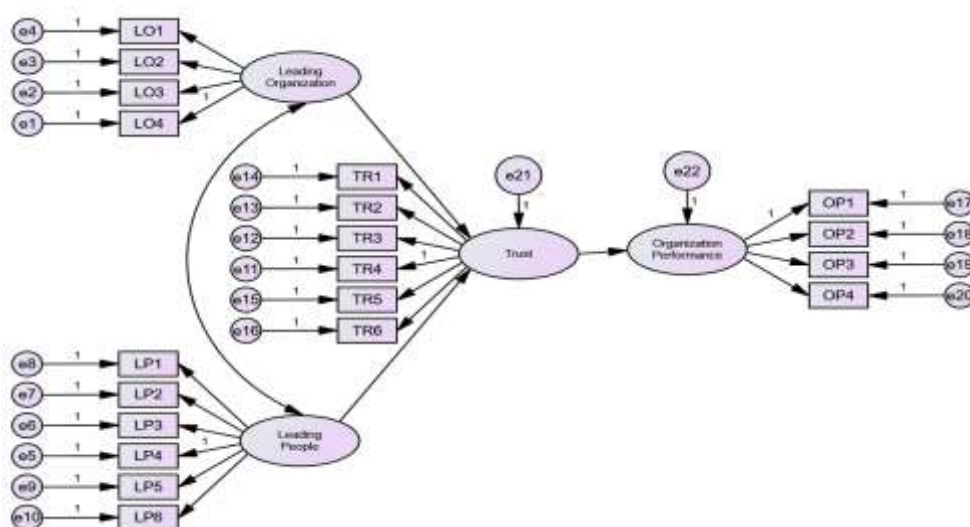 e4 1 LO1
e3 1 LO2
e2 1 LO3
1
e1 1 LO4
Leading
Organization
e14 1 TR1
e13 1 TR2
e12 1 TR3
e11 1 TR4 1
e15 1 TR5
e16 1 TR6
e21
1
Trust
e22
1
Organization
Performance
1 OP1 1 e17
OP2 1 e18
OP3 1 e19
OP4 1 e20
e8 1 LP1
e7 1 LP2
e6 1 LP3
e5 1 LP4 1
e9 1 LP5
e10 1 LP6
Leading
People